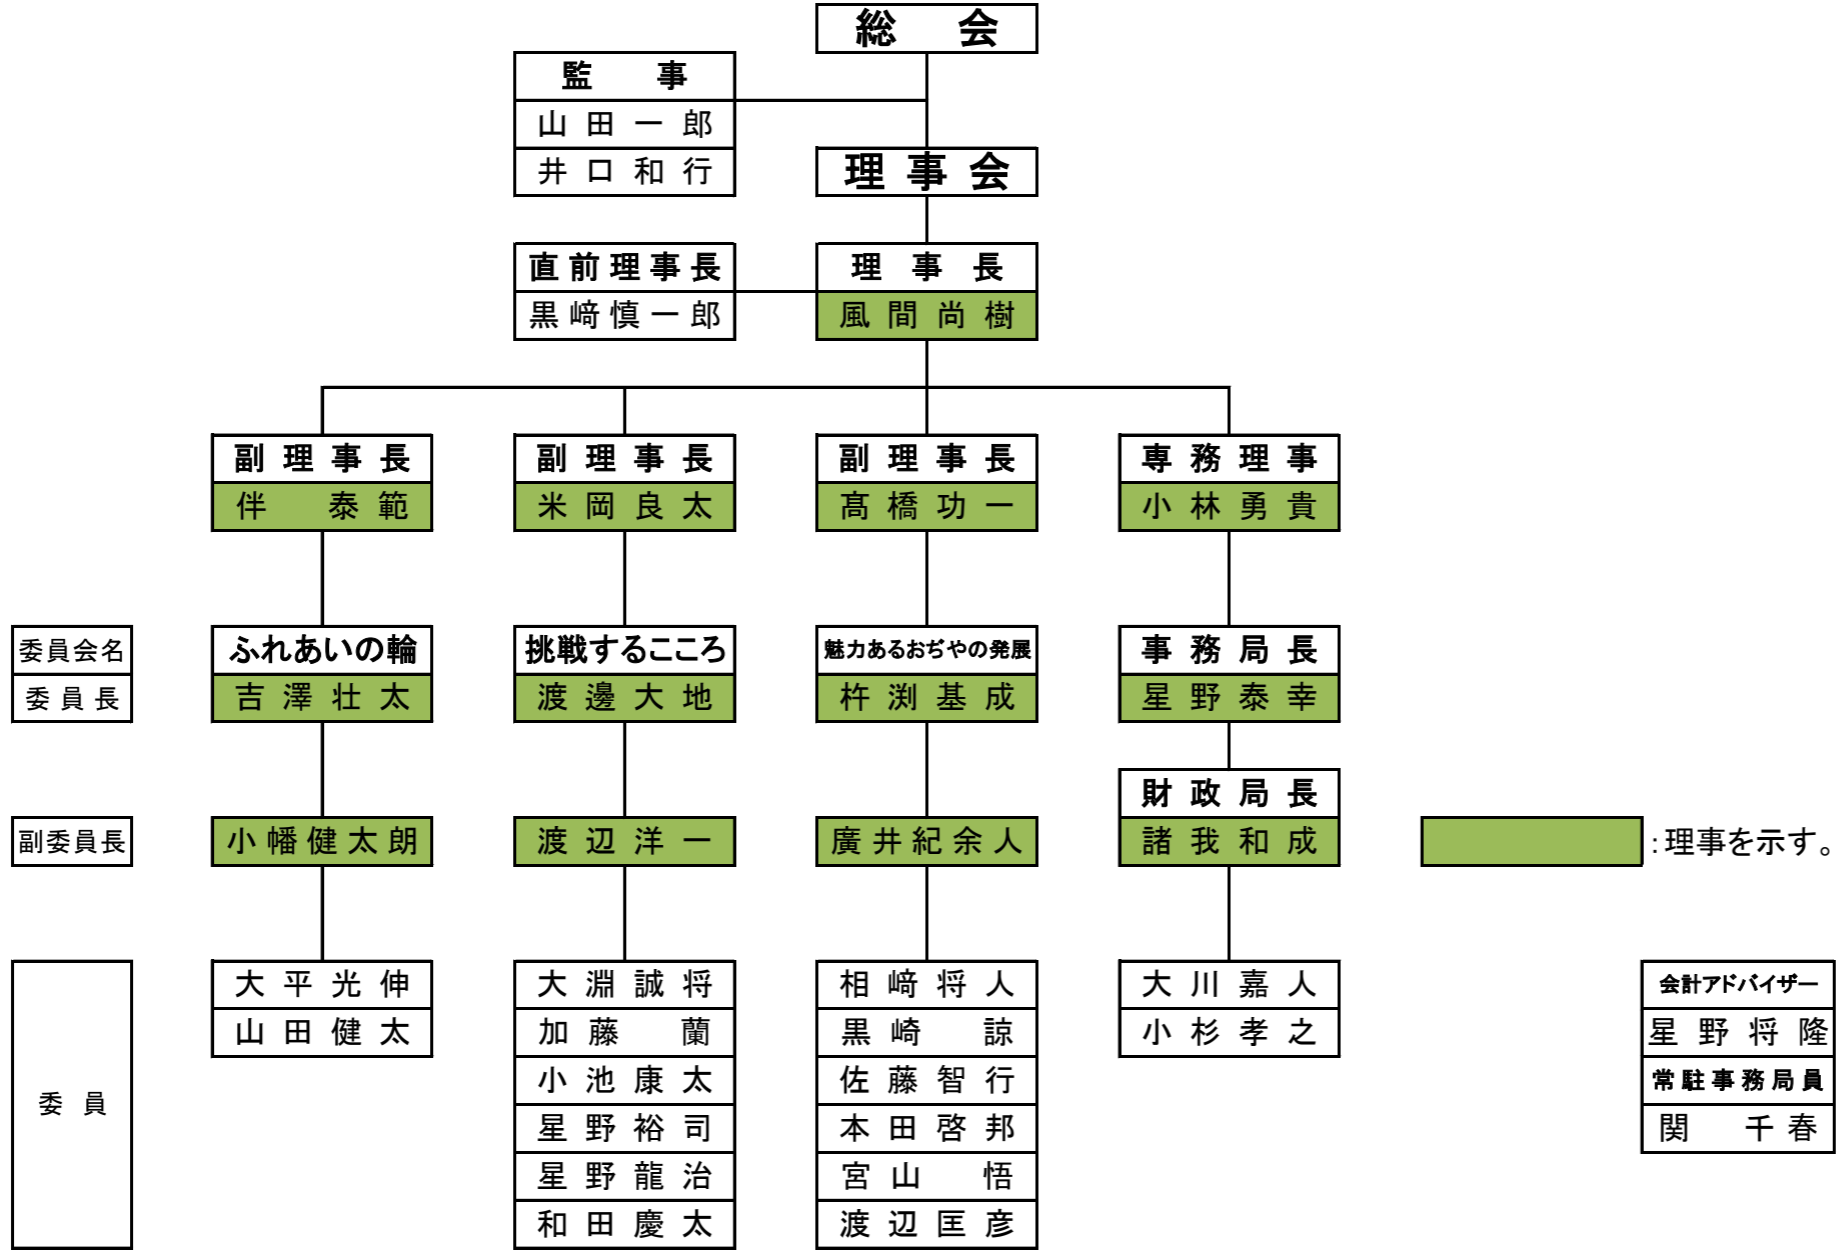 総 会
監 事
山田一郎
井口和行
理事会
直前理事長
黒﨑慎一郎
理事長
風間尚樹
副理事長
伴 泰範
副理事長
米岡良太
副理事長
髙橋功一
専務理事
小林勇貴
委員会名
委員長
ふれあいの輪
吉澤壮太
挑戦するこころ
渡邊大地
魅力あるおぢやの発展
杵渕基成
事務局長
星野泰幸
財政局長
副委員長
小幡健太朗
渡辺洋一
廣井紀余人
諸我和成
:理事を示す。
委員
大平光伸
山田健太
大淵誠将
加藤 蘭
小池康太
星野裕司
星野龍治
和田慶太
相﨑将人
黒崎 諒
佐藤智行
本田啓邦
宮山 悟
渡辺匡彦
大川嘉人
小杉孝之
会計アドバイザー
星野将隆
常駐事務局員
関 千春